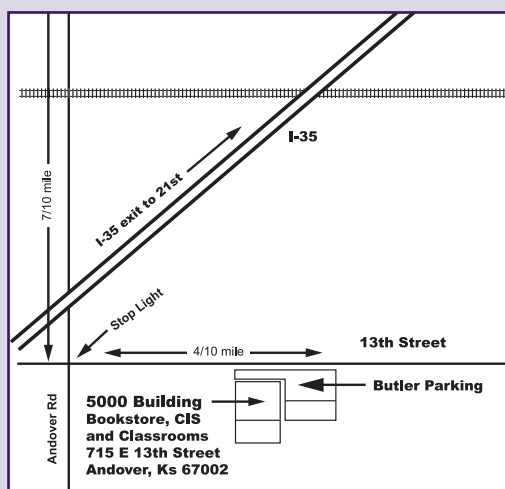 I-35
I-35 exit to 21st
7/10 mile
Stop Light
4/10 mile
13th Street
Andover Rd
5000 Building
Bookstore, CIS
and Classrooms
715 E 13th Street
Andover, Ks 67002
Butler Parking